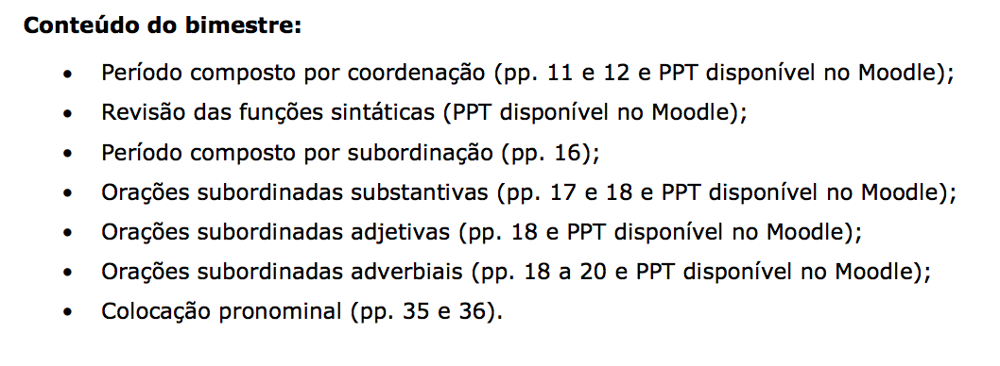 Conteúdo do bimestre:
• Período composto por coordenação (pp. 11 e 12 e PPT disponível no Moodle);
• Revisão das funções sintáticas (PPT disponível no Moodle);
• Período composto por subordinação (pp. 16);
• Orações subordinadas substantivas (pp. 17 e 18 e PPT disponível no Moodle);
• Orações subordinadas adjetivas (pp. 18 e PPT disponível no Moodle);
• Orações subordinadas adverbiais (pp. 18 a 20 e PPT disponível no Moodle);
• Colocação pronominal (pp. 35 e 36).